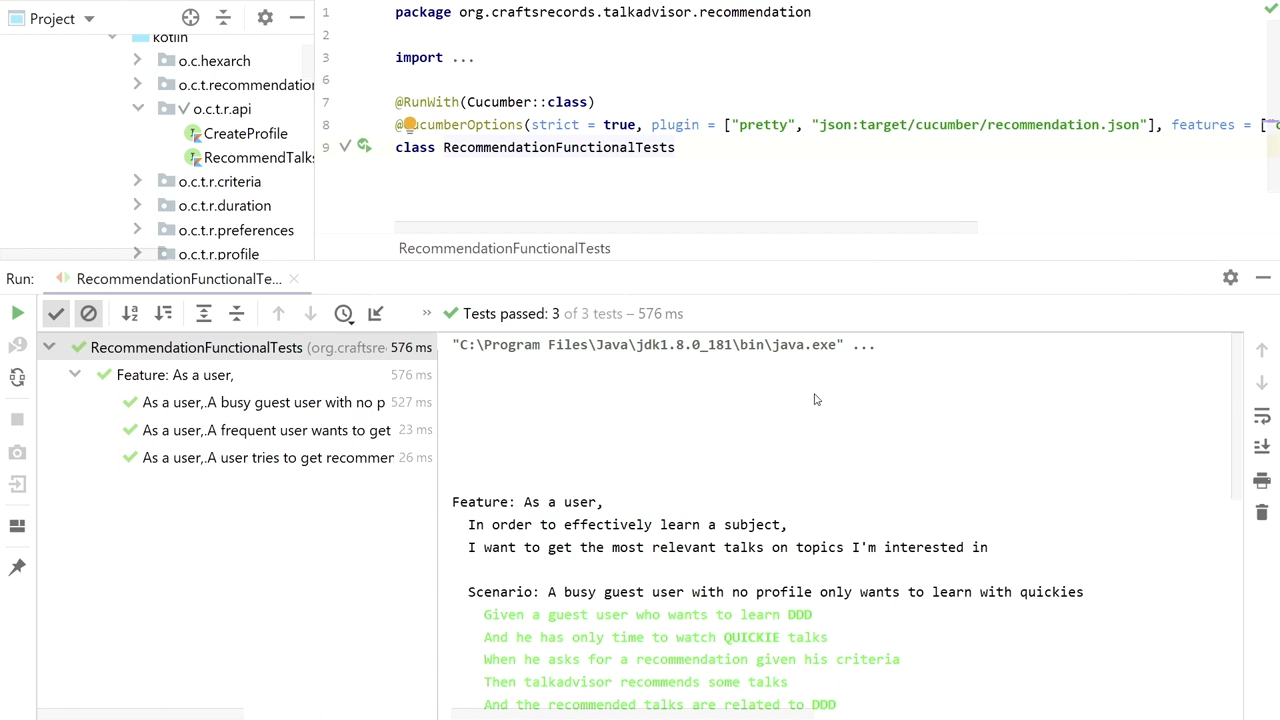 Project
kotlin
o.c.hexarch
o.c.t.recommendation
o.c.t.r.api
CreateProfile
RecommendTalks
o.c.t.r.criteria
o.c.t.r.duration
o.c.t.r.preferences
o.c.t.r.profile
1 package org.craftsrecords.talkadvisor.recommendation
2
3 import ...
6
7 @RunWith(Cucumber::class)
8 @CucumberOptions(strict = true, plugin = ["pretty", "json:target/cucumber/recommendation.json"], features = ["c
9 class RecommendationFunctionalTests
RecommendationFunctionalTests
Run: RecommendationFunctionalTe...
Tests passed: 3 of 3 tests – 576 ms
RecommendationFunctionalTests (org.craftsre 576 ms
Feature: As a user, 576 ms
As a user,.A busy guest user with no p 527 ms
As a user,.A frequent user wants to get 23 ms
As a user,.A user tries to get recommer 26 ms
"C:\Program Files\Java\jdk1.8.0_181\bin\java.exe" ...
Feature: As a user,
In order to effectively learn a subject,
I want to get the most relevant talks on topics I'm interested in
Scenario: A busy guest user with no profile only wants to learn with quickies
Given a guest user who wants to learn DDD
And he has only time to watch QUICKIE talks
When he asks for a recommendation given his criteria
Then talkadvisor recommends some talks
And the recommended talks are related to DDD